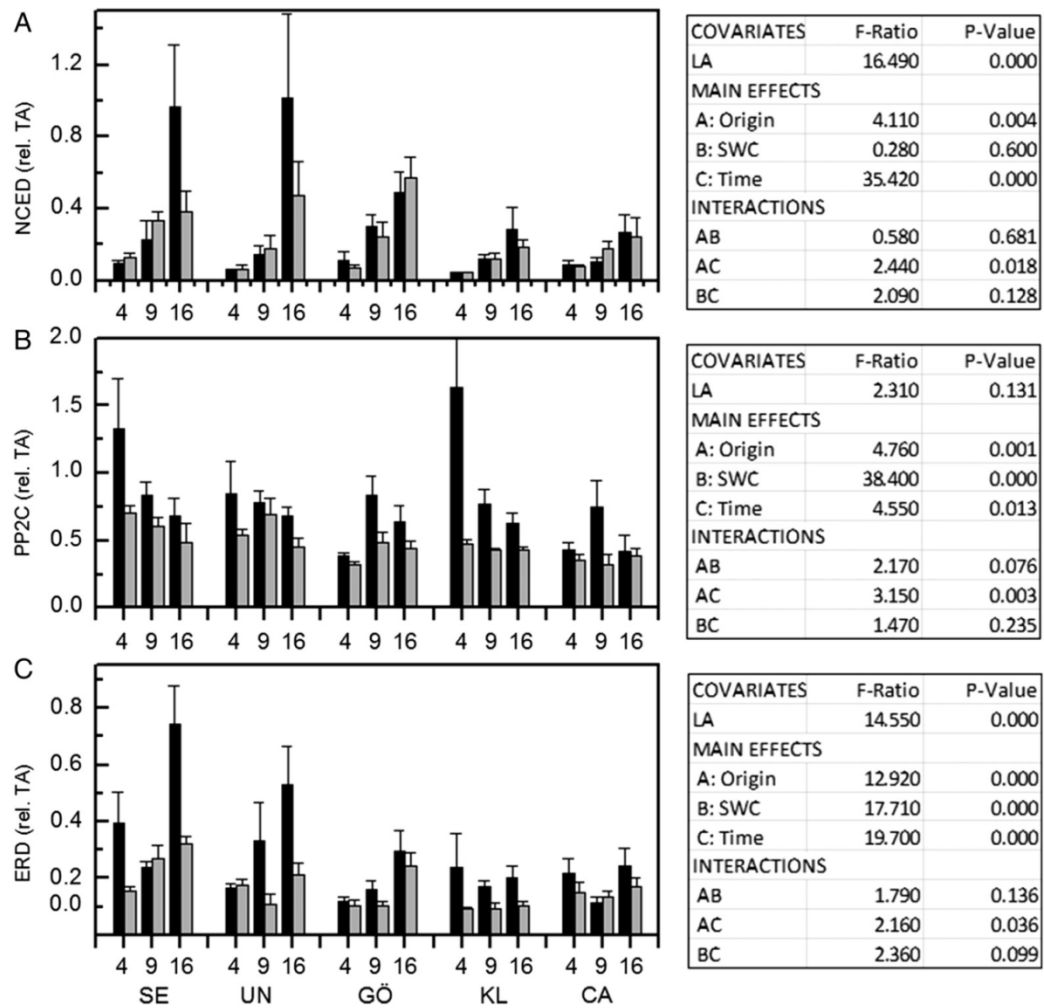 A
NCED (rel. TA)
1.2
0.8
0.4
0.0
4 9 16 4 9 16 4 9 16 4 9 16 4 9 16
COVARIATES F-Ratio P-Value
LA 16.490 0.000
MAIN EFFECTS
A: Origin 4.110 0.004
B: SWC 0.280 0.600
C: Time 35.420 0.000
INTERACTIONS
AB 0.580 0.681
AC 2.440 0.018
BC 2.090 0.128
B
PP2C (rel. TA)
2.0
1.5
1.0
0.5
0.0
4 9 16 4 9 16 4 9 16 4 9 16 4 9 16
COVARIATES F-Ratio P-Value
LA 2.310 0.131
MAIN EFFECTS
A: Origin 4.760 0.001
B: SWC 38.400 0.000
C: Time 4.550 0.013
INTERACTIONS
AB 2.170 0.076
AC 3.150 0.003
BC 1.470 0.235
C
ERD (rel. TA)
0.8
0.6
0.4
0.2
0.0
4 9 16 4 9 16 4 9 16 4 9 16 4 9 16
SE UN GÖ KL CA
COVARIATES F-Ratio P-Value
LA 14.550 0.000
MAIN EFFECTS
A: Origin 12.920 0.000
B: SWC 17.710 0.000
C: Time 19.700 0.000
INTERACTIONS
AB 1.790 0.136
AC 2.160 0.036
BC 2.360 0.099